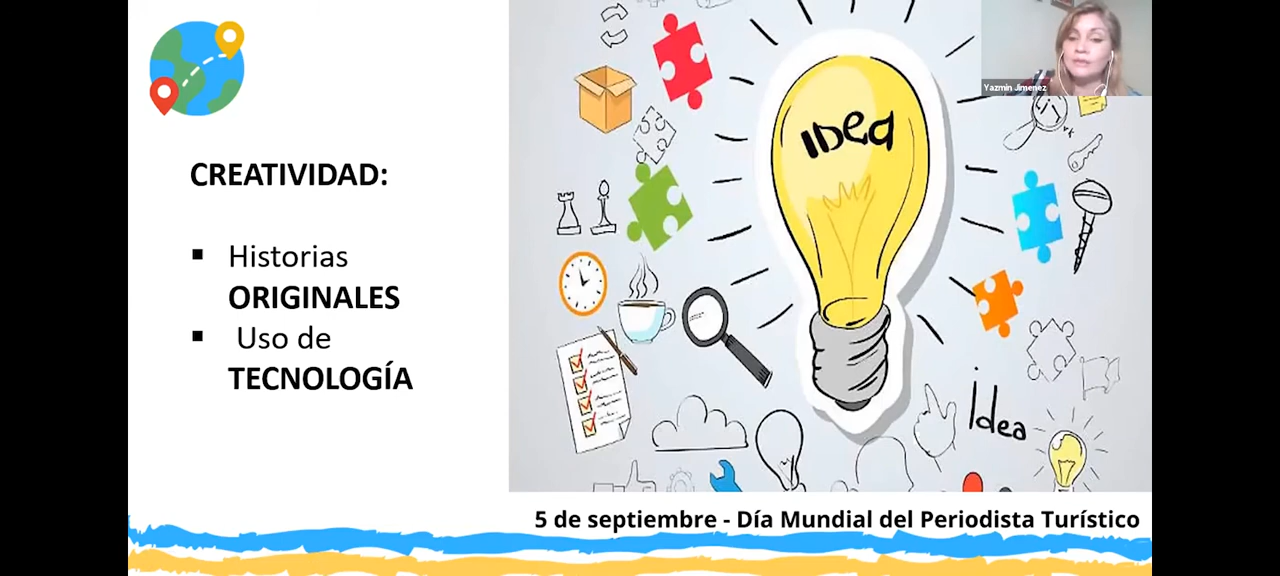 Yazmin Jimenez
IDea
CREATIVIDAD:
▪ Historias
ORIGINALES
▪ Uso de
TECNOLOGÍA
Idea
5 de septiembre - Día Mundial del Periodista Turístico